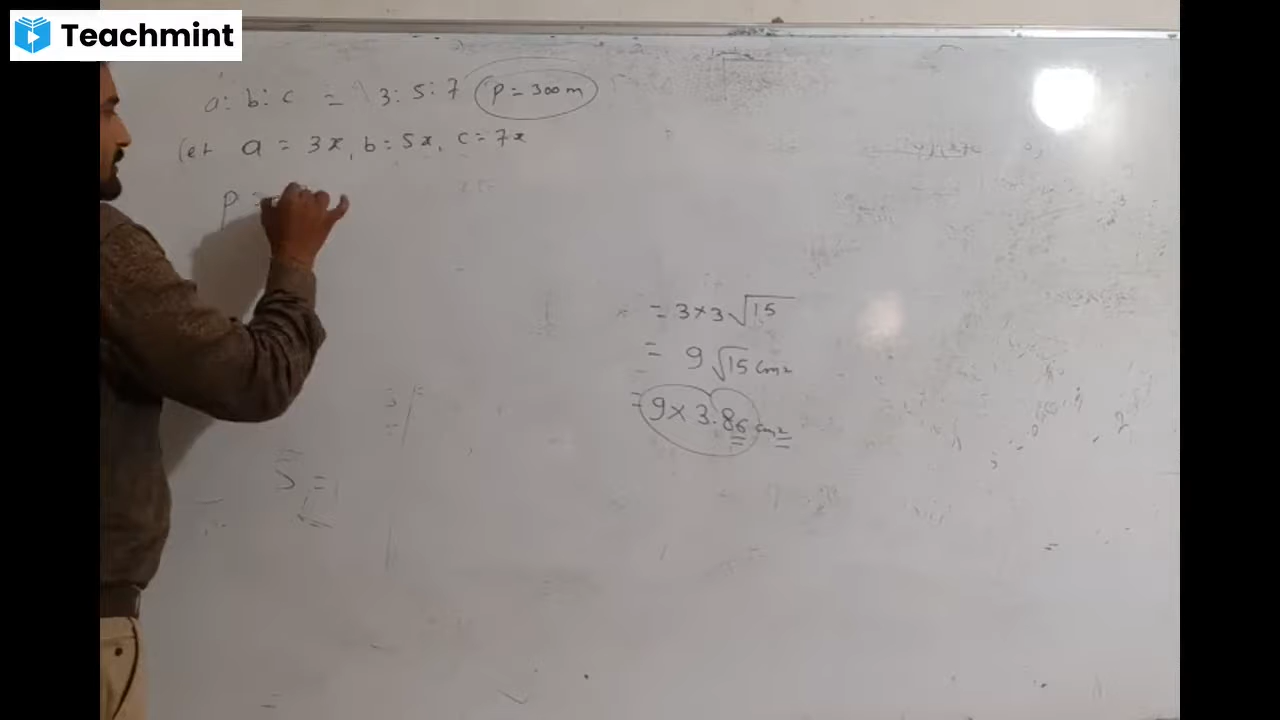 Teachmint
a : b : c = 3 : 5 : 7 P = 300 m
Let a = 3x, b = 5x, c = 7x
P =
= 3×3√15
= 9√15 cm²
= 9×3.86 cm²
S =